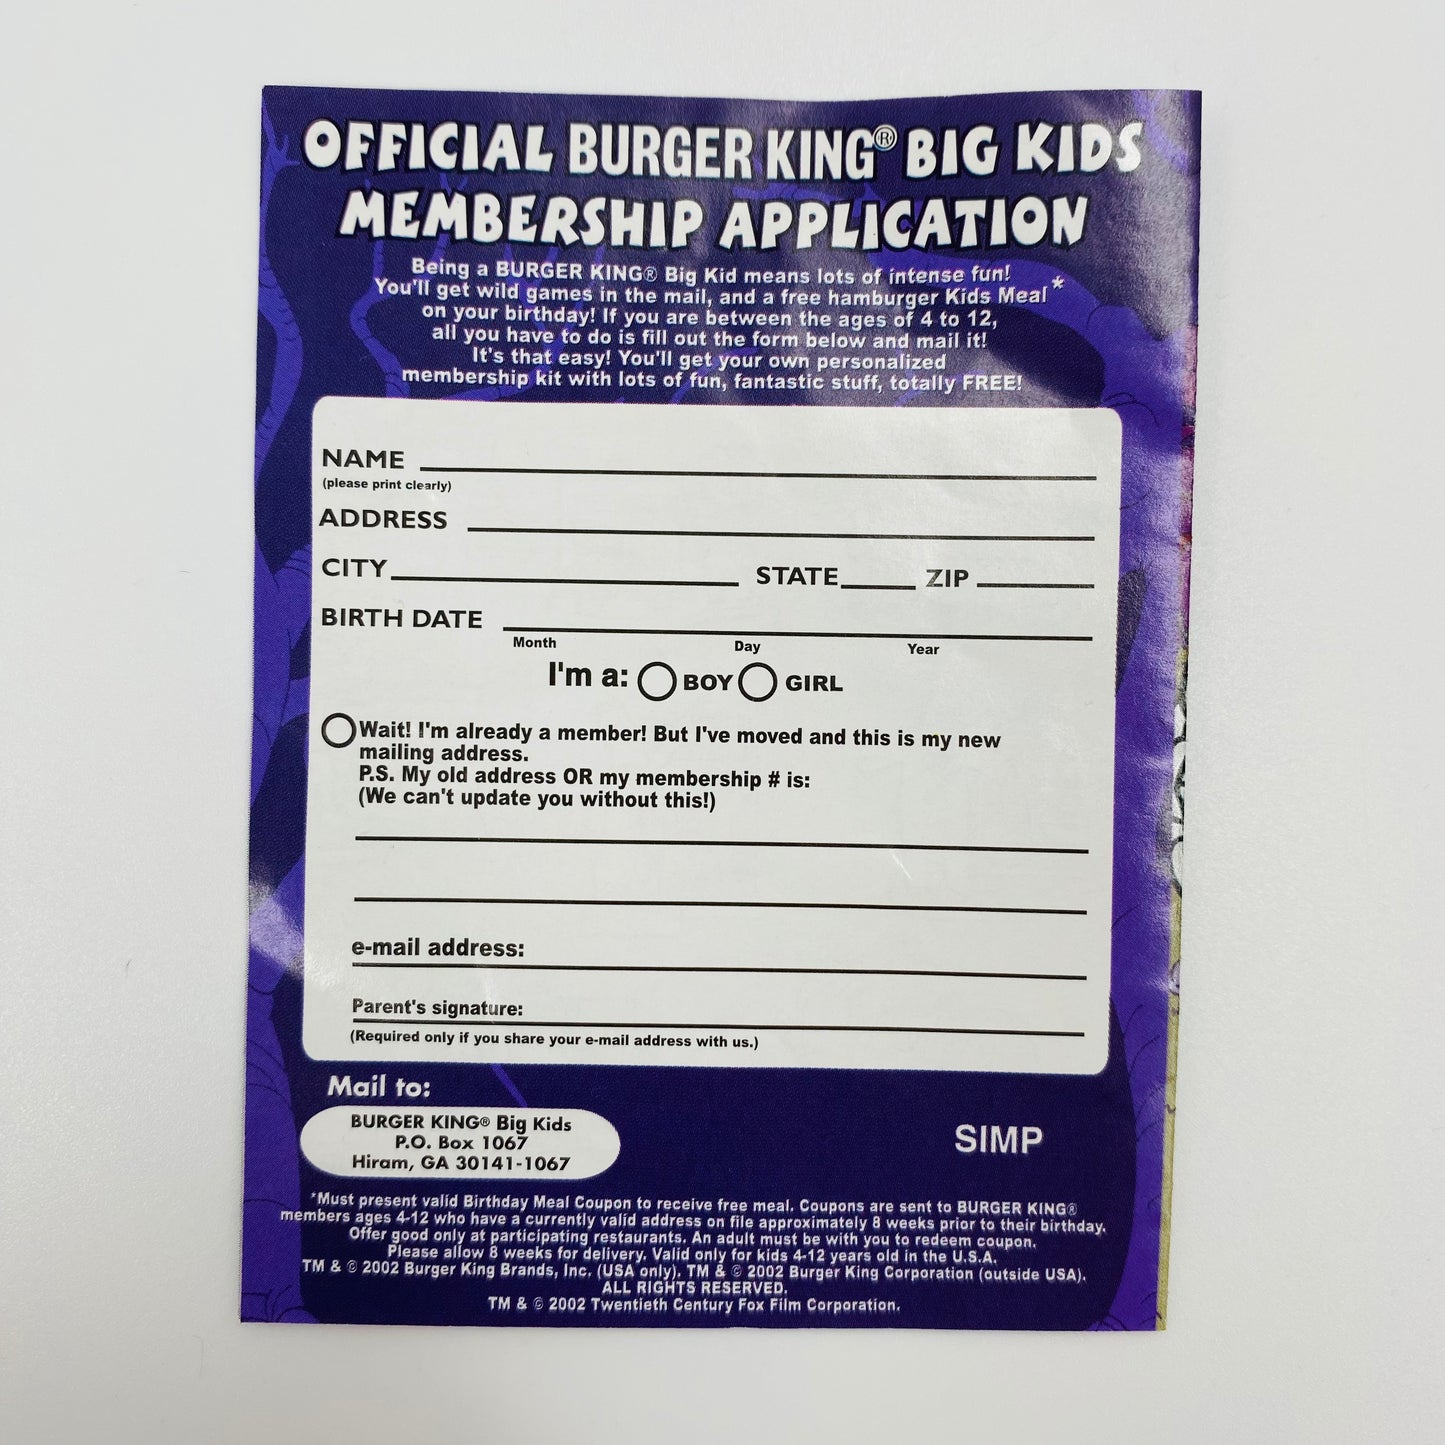 OFFICIAL BURGER KING® BIG KIDS
MEMBERSHIP APPLICATION
Being a BURGER KING® Big Kid means lots of intense fun!
You'll get wild games in the mail, and a free hamburger Kids Meal*
on your birthday! If you are between the ages of 4 to 12,
all you have to do is fill out the form below and mail it!
It's that easy! You'll get your own personalized
membership kit with lots of fun, fantastic stuff, totally FREE!
NAME
(please print clearly)
ADDRESS
CITY STATE ZIP
BIRTH DATE
Month Day Year
I'm a: BOY GIRL
Wait! I'm already a member! But I've moved and this is my new
mailing address.
P.S. My old address OR my membership # is:
(We can't update you without this!)
e-mail address:
Parent's signature:
(Required only if you share your e-mail address with us.)
Mail to:
BURGER KING® Big Kids
P.O. Box 1067
Hiram, GA 30141-1067
SIMP
*Must present valid Birthday Meal Coupon to receive free meal. Coupons are sent to BURGER KING®
members ages 4-12 who have a currently valid address on file approximately 8 weeks prior to their birthday.
Offer good only at participating restaurants. An adult must be with you to redeem coupon.
Please allow 8 weeks for delivery. Valid only for kids 4-12 years old in the U.S.A.
TM & © 2002 Burger King Brands, Inc. (USA only). TM & © 2002 Burger King Corporation (outside USA).
ALL RIGHTS RESERVED.
TM & © 2002 Twentieth Century Fox Film Corporation.